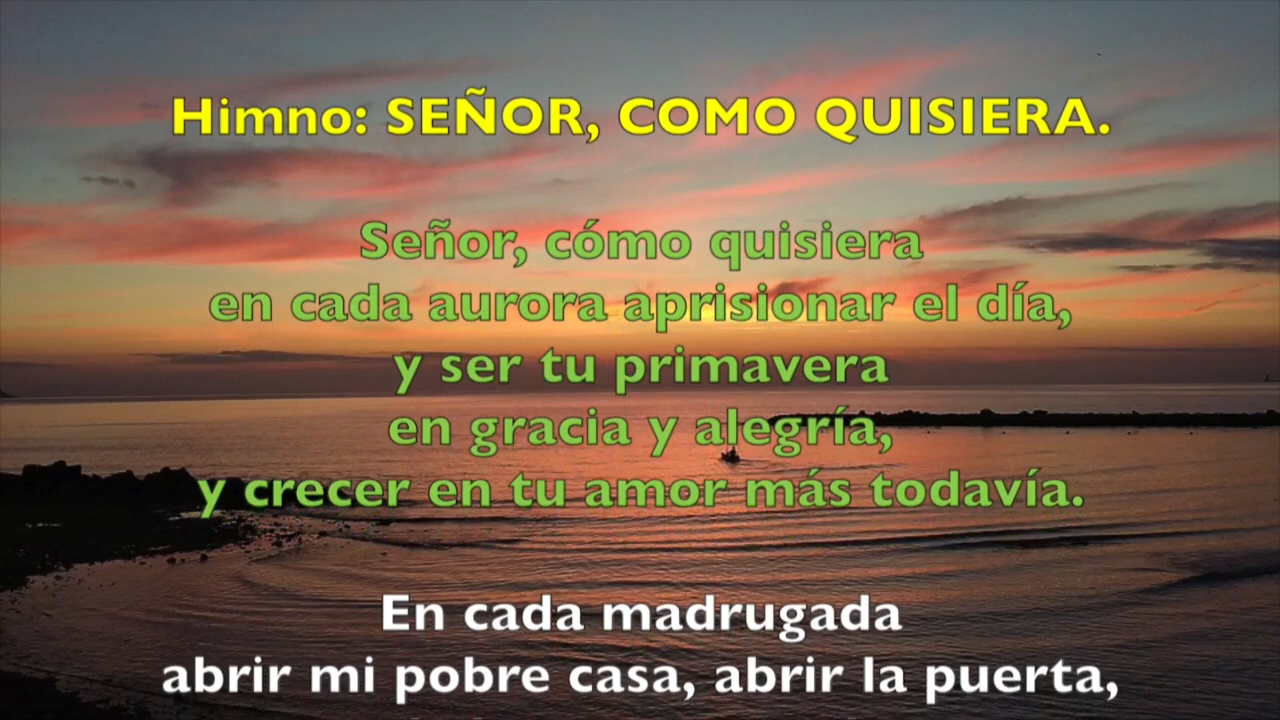 Himno: SEÑOR, COMO QUISIERA.
Señor, cómo quisiera
en cada aurora aprisionar el día,
y ser tu primavera
en gracia y alegría,
y crecer en tu amor más todavía.
En cada madrugada
abrir mi pobre casa, abrir la puerta,